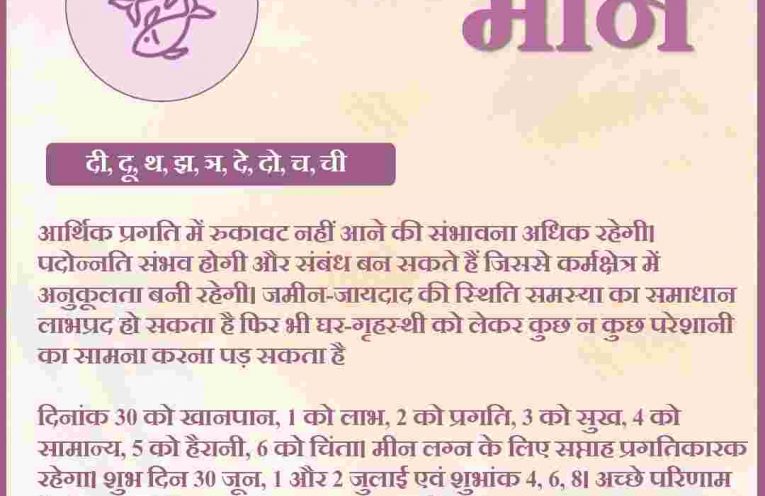 मीन
दी, दू, थ, झ, ञ, दे, दो, च, ची
आर्थिक प्रगति में रुकावट नहीं आने की संभावना अधिक रहेगी।
पदोन्नति संभव होगी और संबंध बन सकते हैं जिससे कर्मक्षेत्र में
अनुकूलता बनी रहेगी। जमीन-जायदाद की स्थिति समस्या का समाधान
लाभप्रद हो सकता है फिर भी घर-गृहस्थी को लेकर कुछ न कुछ परेशानी
का सामना करना पड़ सकता है
दिनांक 30 को खानपान, 1 को लाभ, 2 को प्रगति, 3 को सुख, 4 को
सामान्य, 5 को हैरानी, 6 को चिंता। मीन लग्न के लिए सप्ताह प्रगतिकारक
रहेगा। शुभ दिन 30 जून, 1 और 2 जुलाई एवं शुभांक 4, 6, 8। अच्छे परिणाम